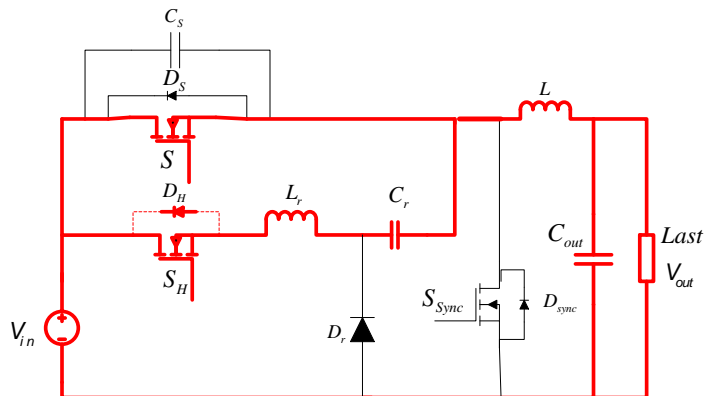 C_S
D_S
L
S
D_H
L_r
C_r
S_H
C_out
Last
V_out
S_Sync
D_sync
V_in
D_r